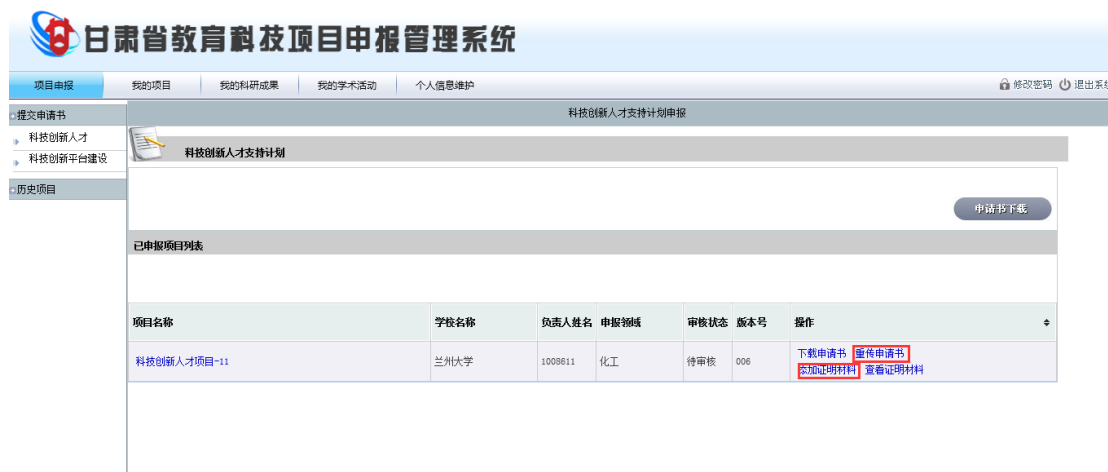 甘肃省教育科技项目申报管理系统
项目申报 我的项目 我的科研成果 我的学术活动 个人信息维护 修改密码 退出系统
提交申请书
科技创新人才支持计划申报
科技创新人才
科技创新平台建设
科技创新人才支持计划
历史项目
申请书下载
已申报项目列表
项目名称 学校名称 负责人姓名 申报领域 审核状态 版本号 操作
科技创新人才项目-11 兰州大学 1008611 化工 待审核 006 下载申请书 重传申请书
添加证明材料 查看证明材料